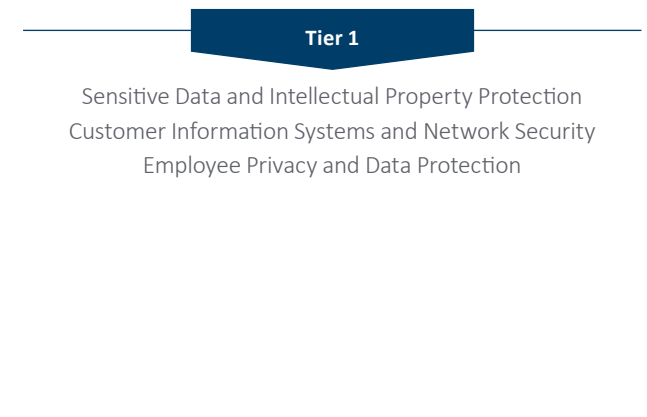 Tier 1
Sensitive Data and Intellectual Property Protection
Customer Information Systems and Network Security
Employee Privacy and Data Protection